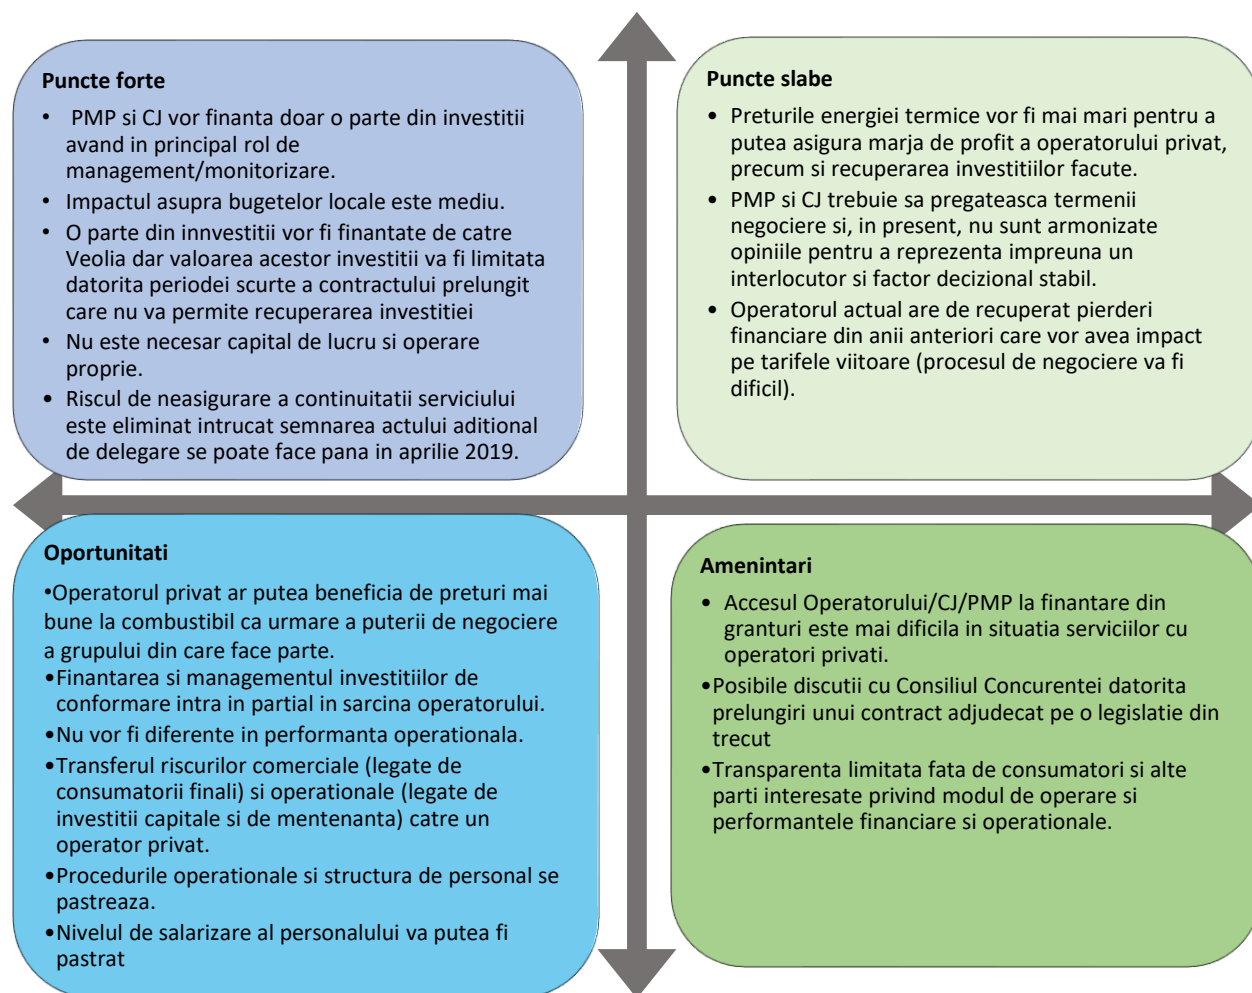 Puncte forte
• PMP si CJ vor finanta doar o parte din investitii
avand in principal rol de
management/monitorizare.
• Impactul asupra bugetelor locale este mediu.
• O parte din innvestitii vor fi finantate de catre
Veolia dar valoarea acestor investitii va fi limitata
datorita periodei scurte a contractului prelungit
care nu va permite recuperarea investitiei
• Nu este necesar capital de lucru si operare
proprie.
• Riscul de neasigurare a continuitatii serviciului
este eliminat intrucat semnarea actului aditional
de delegare se poate face pana in aprilie 2019.
Puncte slabe
• Preturile energiei termice vor fi mai mari pentru a
putea asigura marja de profit a operatorului privat,
precum si recuperarea investitiilor facute.
• PMP si CJ trebuie sa pregateasca termenii
negociere si, in present, nu sunt armonizate
opiniile pentru a reprezenta impreuna un
interlocutor si factor decizional stabil.
• Operatorul actual are de recuperat pierderi
financiare din anii anteriori care vor avea impact
pe tarifele viitoare (procesul de negociere va fi
dificil).
Oportunitati
•Operatorul privat ar putea beneficia de preturi mai
bune la combustibil ca urmare a puterii de negociere
a grupului din care face parte.
•Finantarea si managementul investitiilor de
conformare intra in partial in sarcina operatorului.
•Nu vor fi diferente in performanta operationala.
•Transferul riscurilor comerciale (legate de
consumatorii finali) si operationale (legate de
investitii capitale si de mentenanta) catre un
operator privat.
•Procedurile operationale si structura de personal se
pastreaza.
•Nivelul de salarizare al personalului va putea fi
pastrat
Amenintari
• Accesul Operatorului/CJ/PMP la finantare din
granturi este mai dificila in situatia serviciilor cu
operatori privati.
•Posibile discutii cu Consiliul Concurentei datorita
prelungiri unui contract adjudecat pe o legislatie din
trecut
•Transparenta limitata fata de consumatori si alte
parti interesate privind modul de operare si
performantele financiare si operationale.